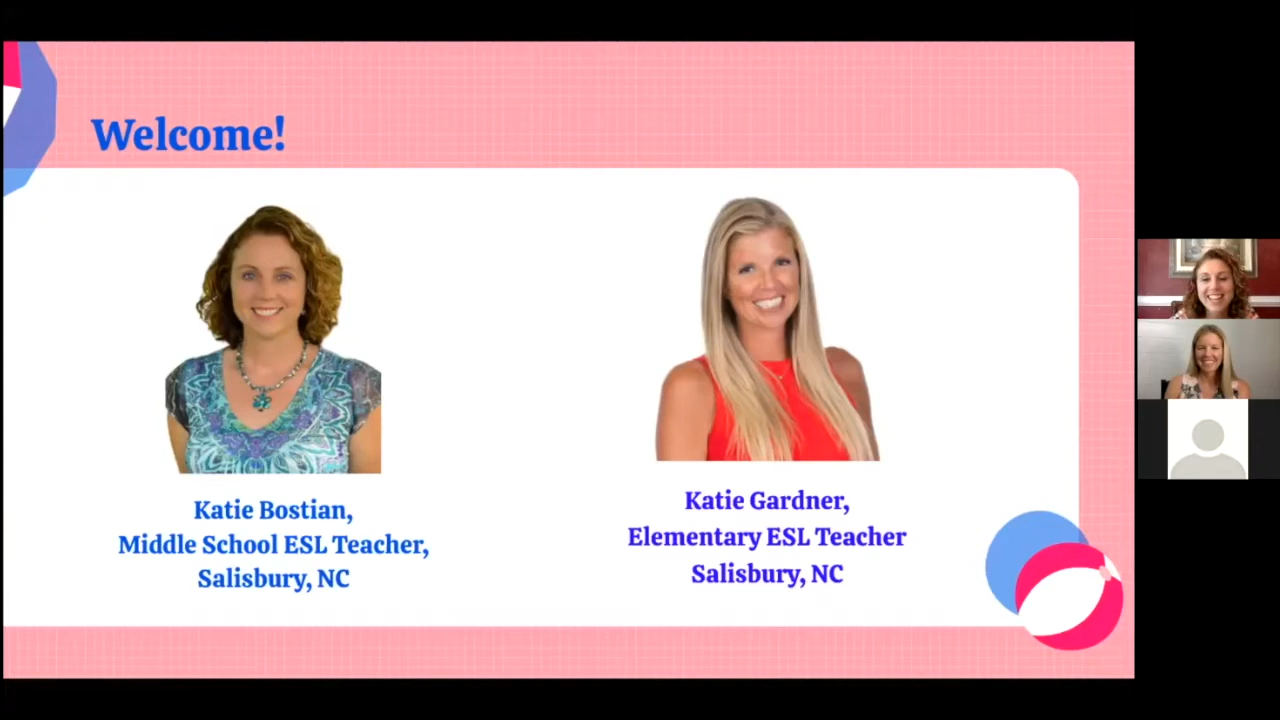 Welcome!
Katie Bostian,
Middle School ESL Teacher,
Salisbury, NC
Katie Gardner,
Elementary ESL Teacher
Salisbury, NC